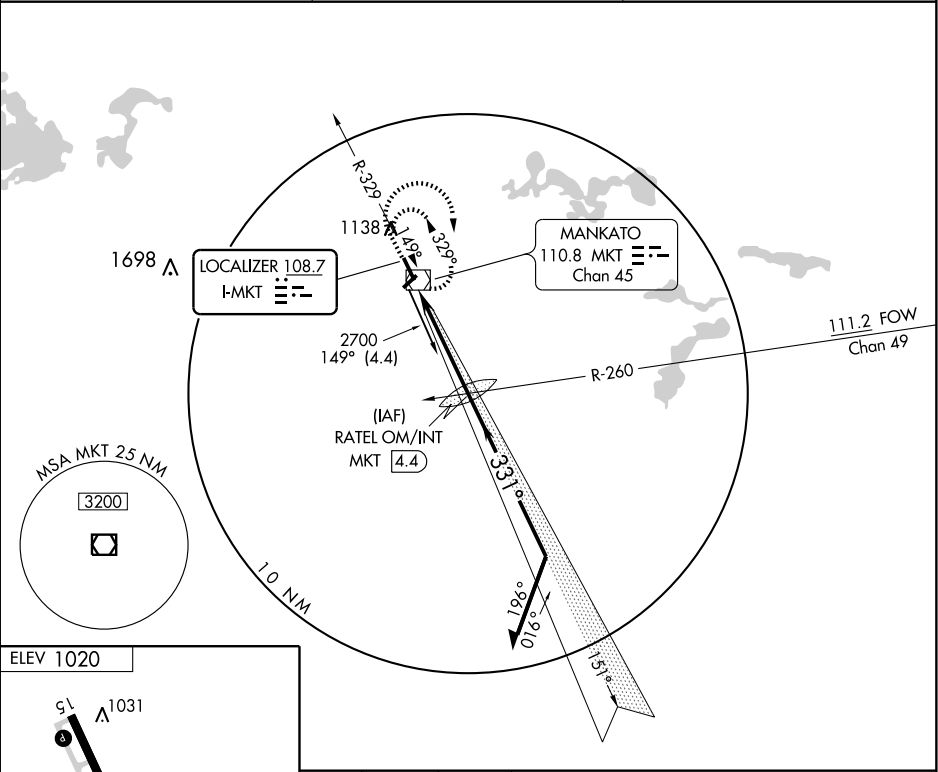 R-329
1138
149°
329°
1698
LOCALIZER 108.7
I-MKT
MANKATO
110.8 MKT
Chan 45
2700
149° (4.4)
111.2 FOW
Chan 49
R-260
(IAF)
RATEL OM/INT
MKT 4.4
331°
MSA MKT 25 NM
3200
10 NM
196°
016°
151°
ELEV 1020
15
1031
P